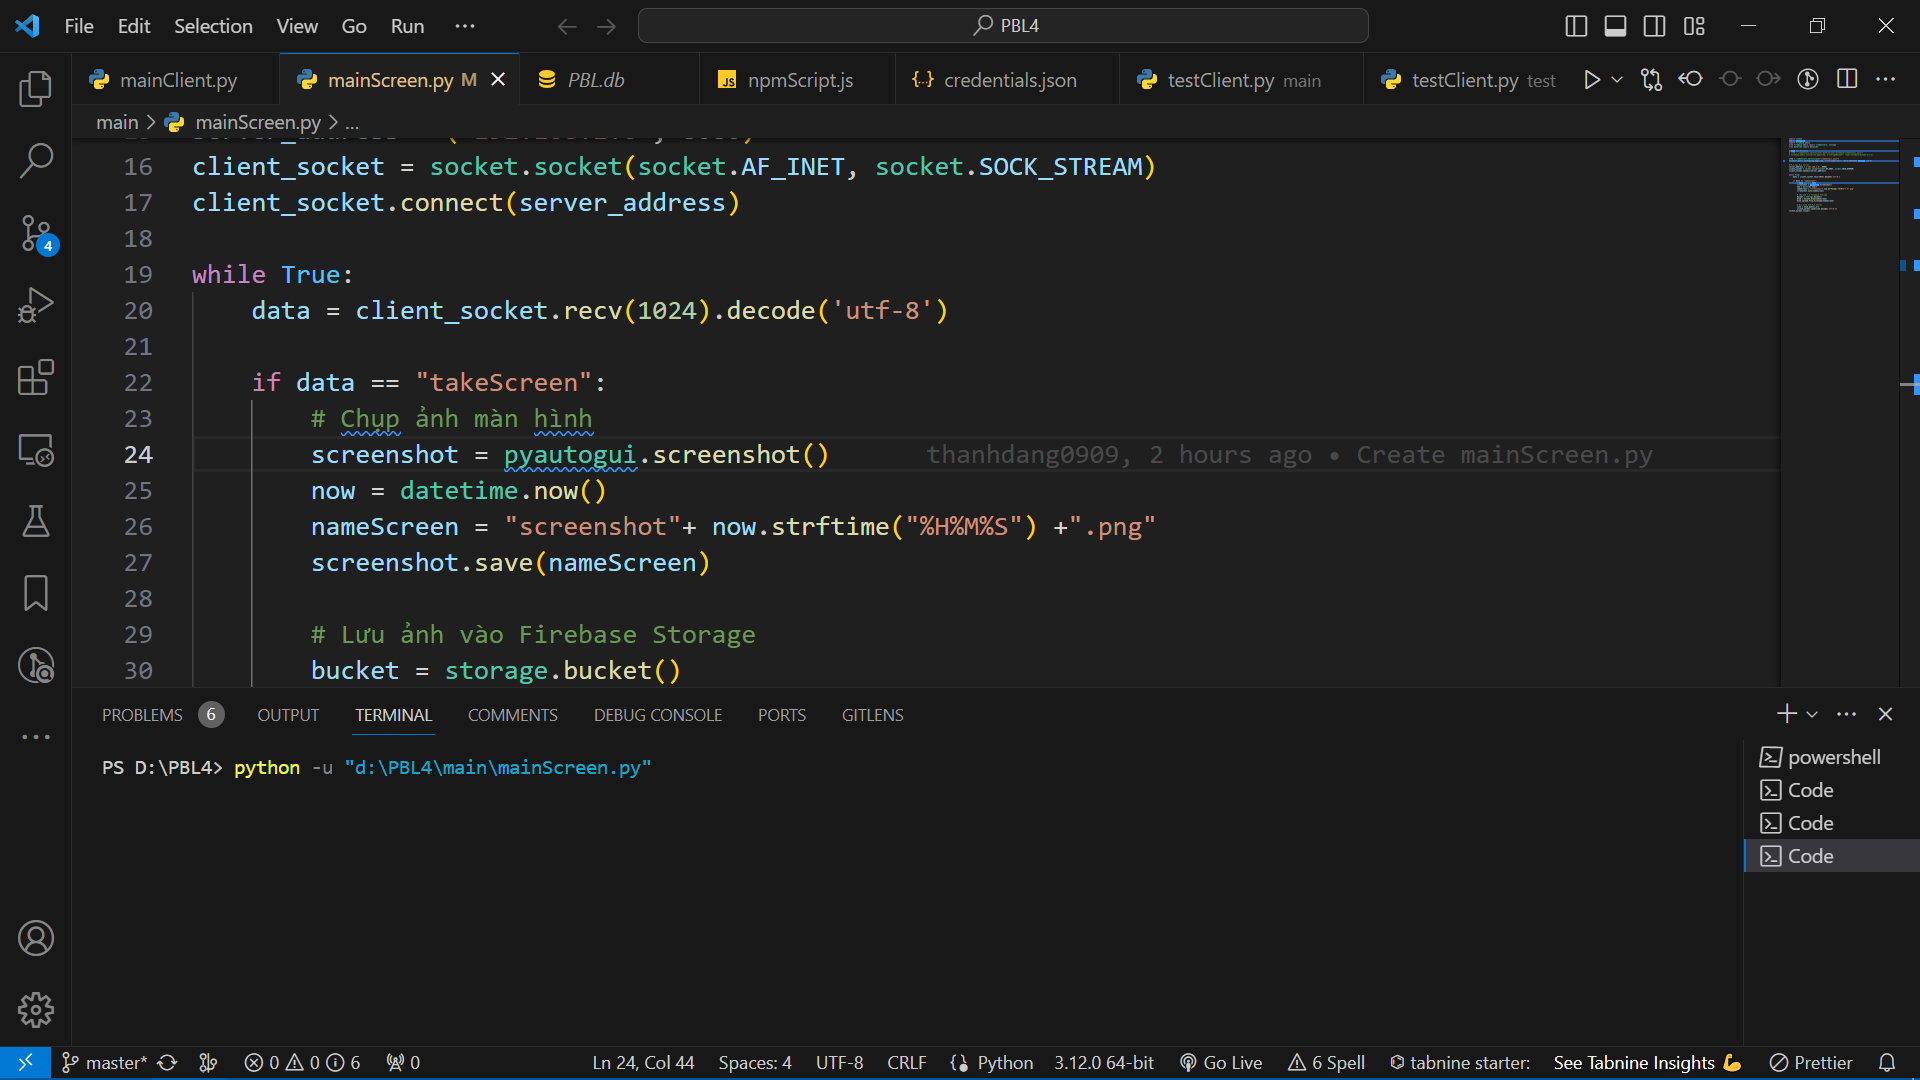 File Edit Selection View Go Run ···
PBL4
mainClient.py
mainScreen.py M
PBL.db
JS npmScript.js
{..} credentials.json
testClient.py main
testClient.py test
main > mainScreen.py > ...
16 client_socket = socket.socket(socket.AF_INET, socket.SOCK_STREAM)
17 client_socket.connect(server_address)
18
19 while True:
20 data = client_socket.recv(1024).decode('utf-8')
21
22 if data == "takeScreen":
23 # Chụp ảnh màn hình
24 screenshot = pyautogui.screenshot() thanhdang0909, 2 hours ago • Create mainScreen.py
25 now = datetime.now()
26 nameScreen = "screenshot"+ now.strftime("%H%M%S") +".png"
27 screenshot.save(nameScreen)
28
29 # Lưu ảnh vào Firebase Storage
30 bucket = storage.bucket()
4
PROBLEMS 6 OUTPUT TERMINAL COMMENTS DEBUG CONSOLE PORTS GITLENS
PS D:\PBL4> python -u "d:\PBL4\main\mainScreen.py"
powershell
Code
Code
Code
master* 0 0 6 0 Ln 24, Col 44 Spaces: 4 UTF-8 CRLF Python 3.12.0 64-bit Go Live 6 Spell tabnine starter: See Tabnine Insights 💪 Prettier